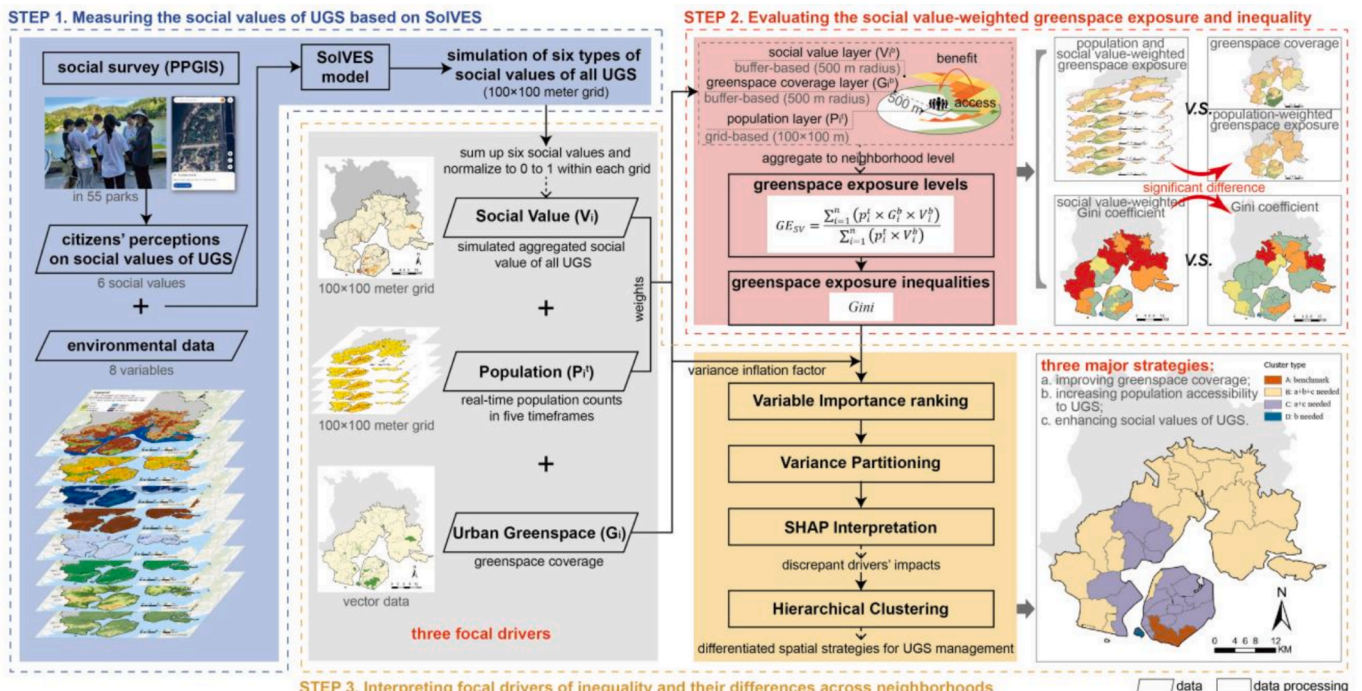 STEP 1. Measuring the social values of UGS based on SolVES
social survey (PPGIS)
in 55 parks
citizens' perceptions
on social values of UGS
6 social values
+
environmental data
8 variables
SolVES
model
simulation of six types of
social values of all UGS
(100×100 meter grid)
sum up six social values and
normalize to 0 to 1 within each grid
Social Value (Vᵢ)
simulated aggregated social
value of all UGS
100×100 meter grid
+
Population (Pᵢᵗ)
real-time population counts
in five timeframes
100×100 meter grid
+
Urban Greenspace (Gᵢ)
greenspace coverage
vector data
three focal drivers
weights
STEP 2. Evaluating the social value-weighted greenspace exposure and inequality
social value layer (Vᵢᵇ)
buffer-based (500 m radius)
greenspace coverage layer (Gᵢᵇ)
buffer-based (500 m radius)
population layer (Pᵢᵗ)
grid-based (100×100 m)
benefit
500 m
access
aggregate to neighborhood level
greenspace exposure levels
GE_SV = ∑ⁿᵢ₌₁ (pᵢᵗ × Gᵢᵇ × Vᵢᵇ) / ∑ⁿᵢ₌₁ (pᵢᵗ × Vᵢᵇ)
greenspace exposure inequalities
Gini
population and
social value-weighted
greenspace exposure
V.S.
greenspace coverage
population-weighted
greenspace exposure
significant difference
social value-weighted
Gini coefficient
V.S.
Gini coefficient
variance inflation factor
Variable Importance ranking
Variance Partitioning
SHAP Interpretation
discrepant drivers' impacts
Hierarchical Clustering
differentiated spatial strategies for UGS management
three major strategies:
a. improving greenspace coverage;
b. increasing population accessibility
to UGS;
c. enhancing social values of UGS.
Cluster type
A: benchmark
B: a+b+c needed
C: a+c needed
D: b needed
N
0 4 6 8 12
KM
STEP 3. Interpreting focal drivers of inequality and their differences across neighborhoods
data
data processing